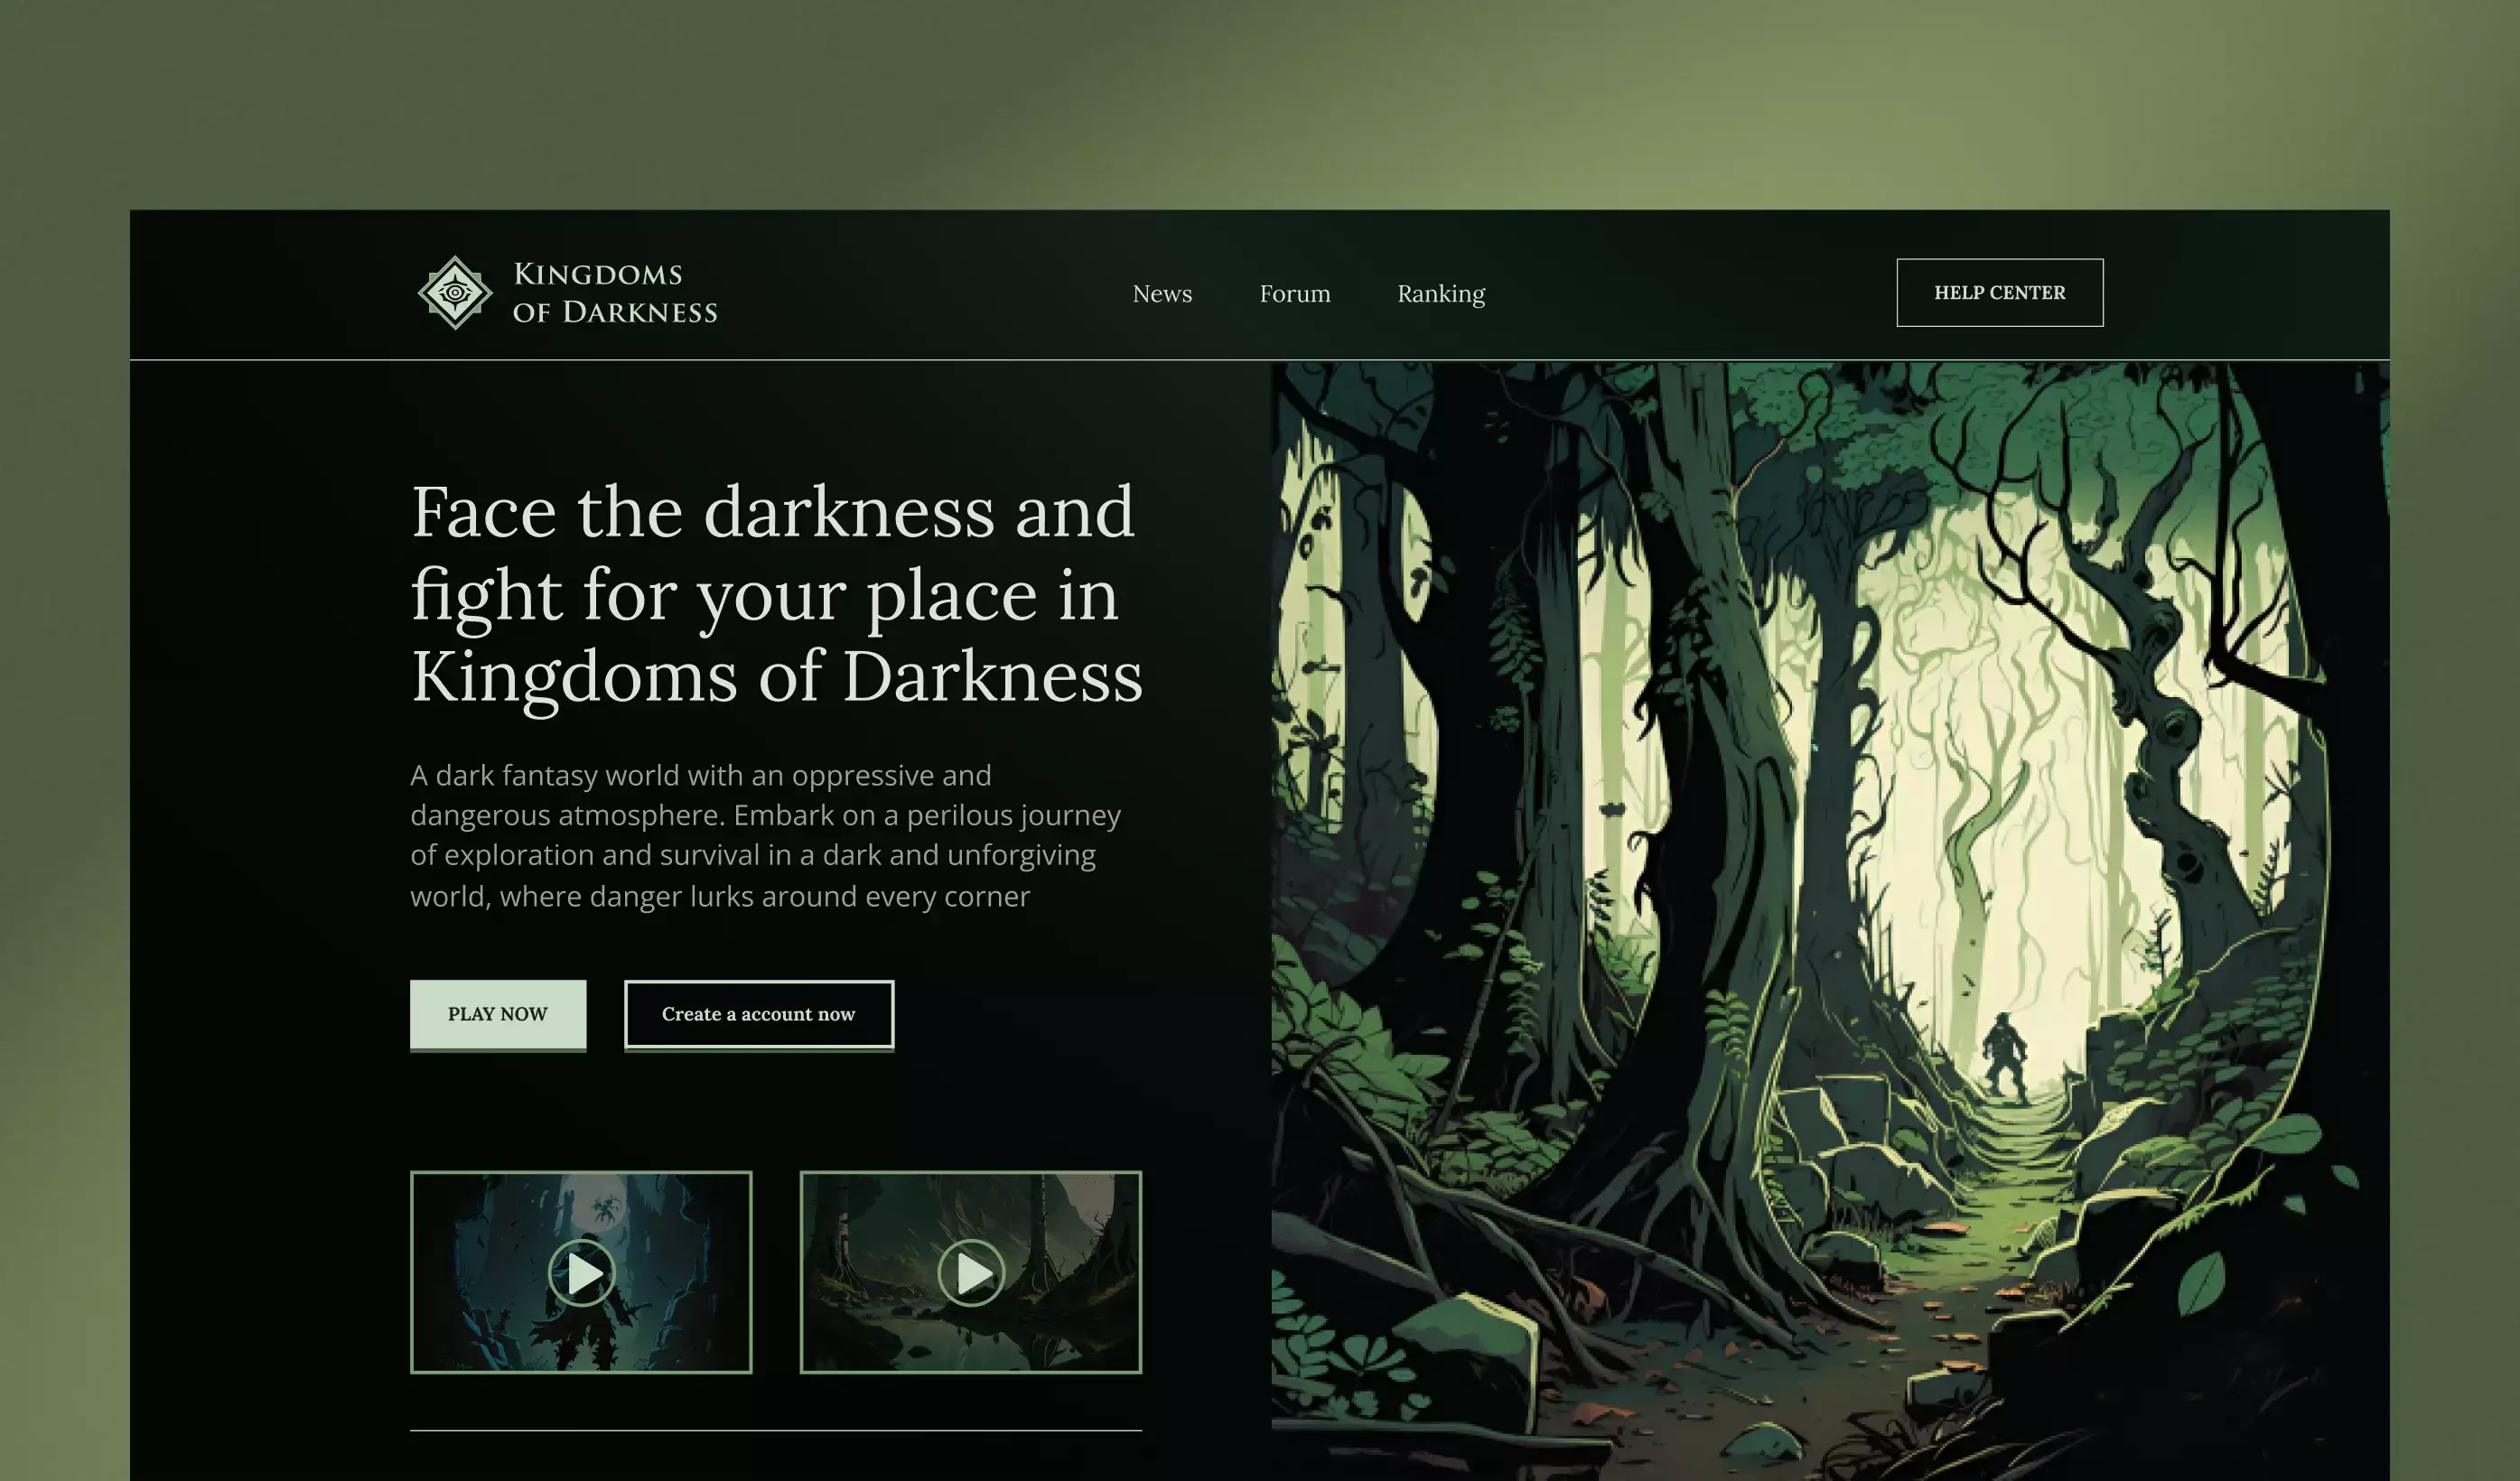 Kingdoms
of Darkness
News
Forum
Ranking
HELP CENTER
Face the darkness and
fight for your place in
Kingdoms of Darkness
A dark fantasy world with an oppressive and
dangerous atmosphere. Embark on a perilous journey
of exploration and survival in a dark and unforgiving
world, where danger lurks around every corner
PLAY NOW
Create a account now